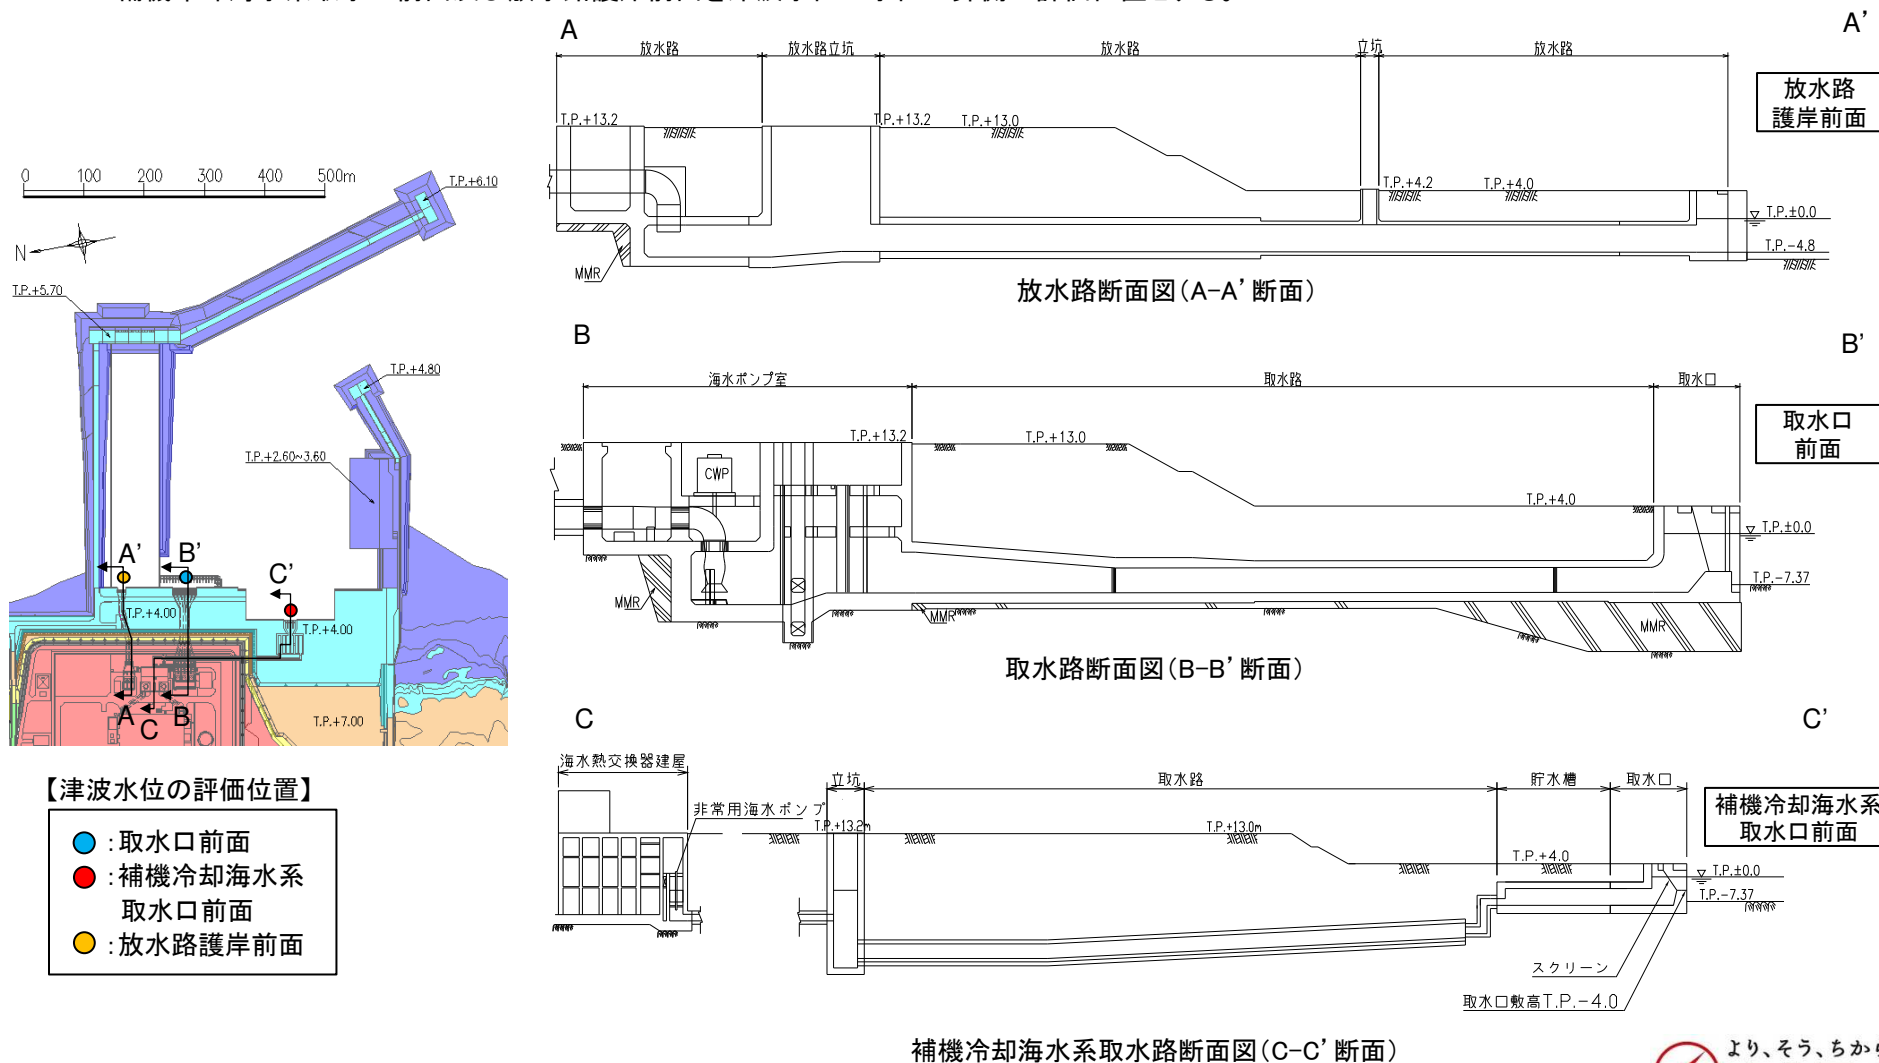 A
A’
放水路
放水路立坑
放水路
立坑
放水路
放水路
護岸前面
T.P.+13.2
T.P.+13.2
T.P.+13.0
T.P.+4.2
T.P.+4.0
T.P.±0.0
T.P.-4.8
MMR
放水路断面図(A-A’断面)
0 100 200 300 400 500m
N
T.P.+6.10
T.P.+5.70
T.P.+4.80
T.P.+2.60~3.60
A’
B’
C’
T.P.+4.00
T.P.+4.00
T.P.+7.00
A
C
B
B
B’
海水ポンプ室
取水路
取水口
取水口
前面
T.P.+13.2
T.P.+13.0
T.P.+4.0
T.P.±0.0
T.P.-7.37
CWP
MMR
MMR
MMR
取水路断面図(B-B’断面)
C
C’
海水熱交換器建屋
立坑
取水路
貯水槽
取水口
補機冷却海水系
取水口前面
非常用海水ポンプ
T.P.+13.2m
T.P.+13.0m
T.P.+4.0
T.P.±0.0
T.P.-7.37
スクリーン
取水口敷高T.P.-4.0
補機冷却海水系取水路断面図(C-C’断面)
【津波水位の評価位置】
:取水口前面
:補機冷却海水系
取水口前面
:放水路護岸前面
より、そう、ちから